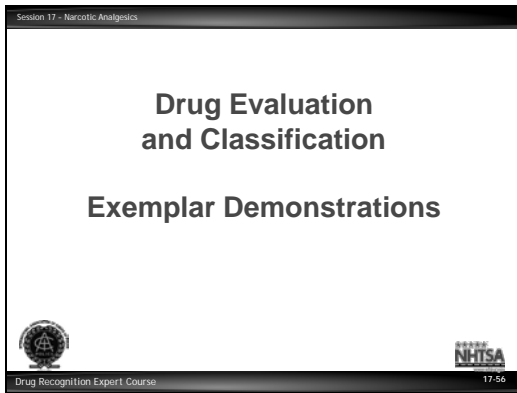 Session 17 - Narcotic Analgesics
Drug Evaluation
and Classification
Exemplar Demonstrations
NHTSA
Drug Recognition Expert Course
17-56